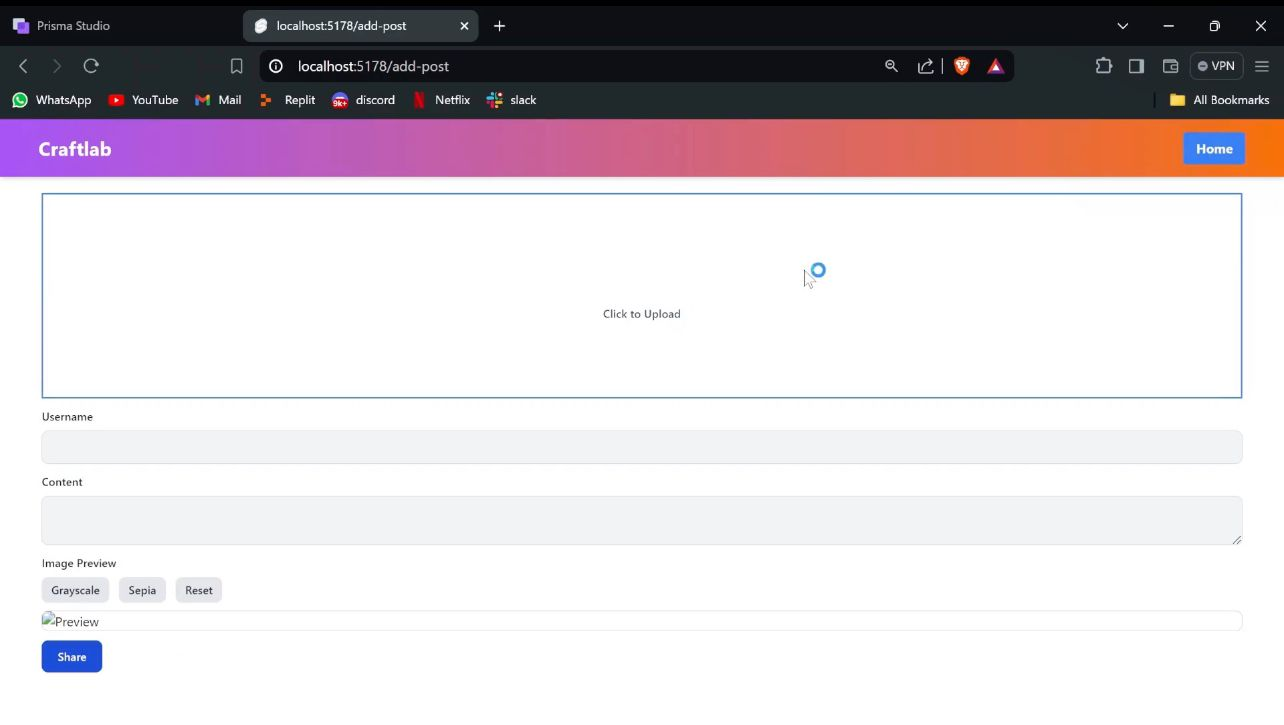 Prisma Studio
localhost:5178/add-post
localhost:5178/add-post
VPN
WhatsApp
YouTube
Mail
Replit
9K+
discord
Netflix
slack
All Bookmarks
Craftlab
Home
Click to Upload
Username
Content
Image Preview
Grayscale
Sepia
Reset
Preview
Share